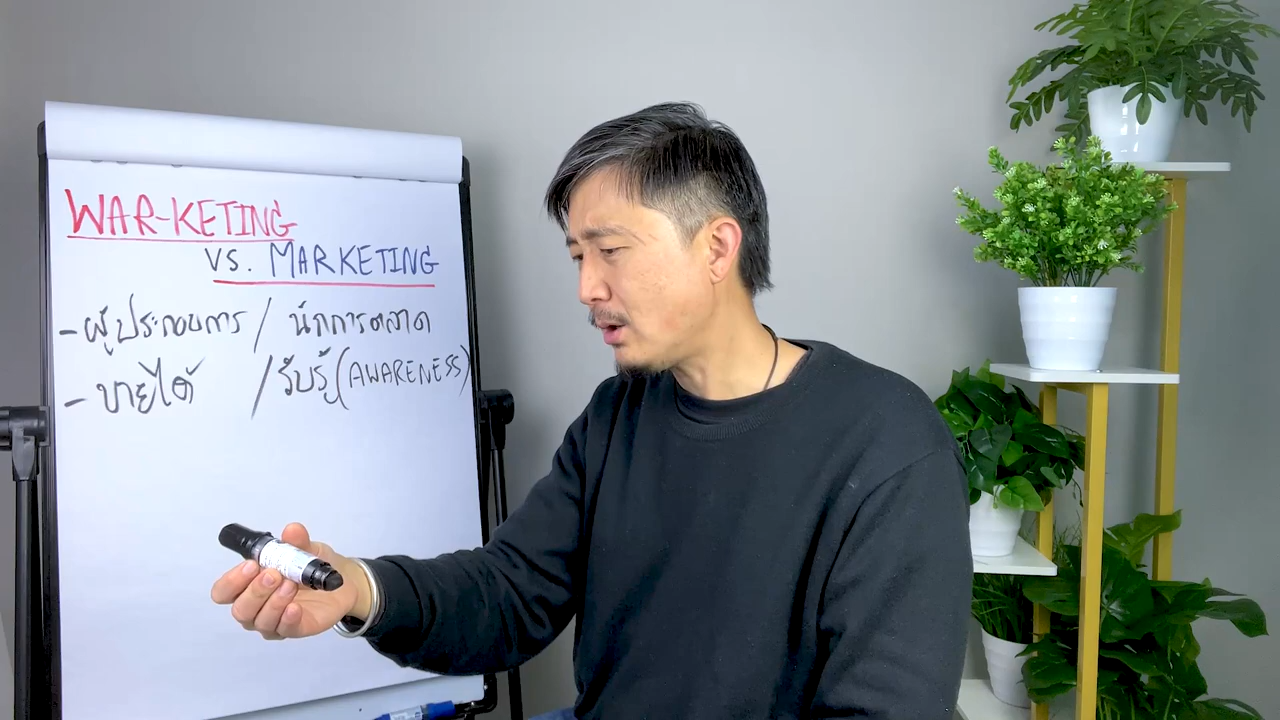 WAR-KETING
VS. MARKETING
- ผู้ประกอบการ / นักการตลาด
- ขายได้ / รับรู้ (AWARENESS)